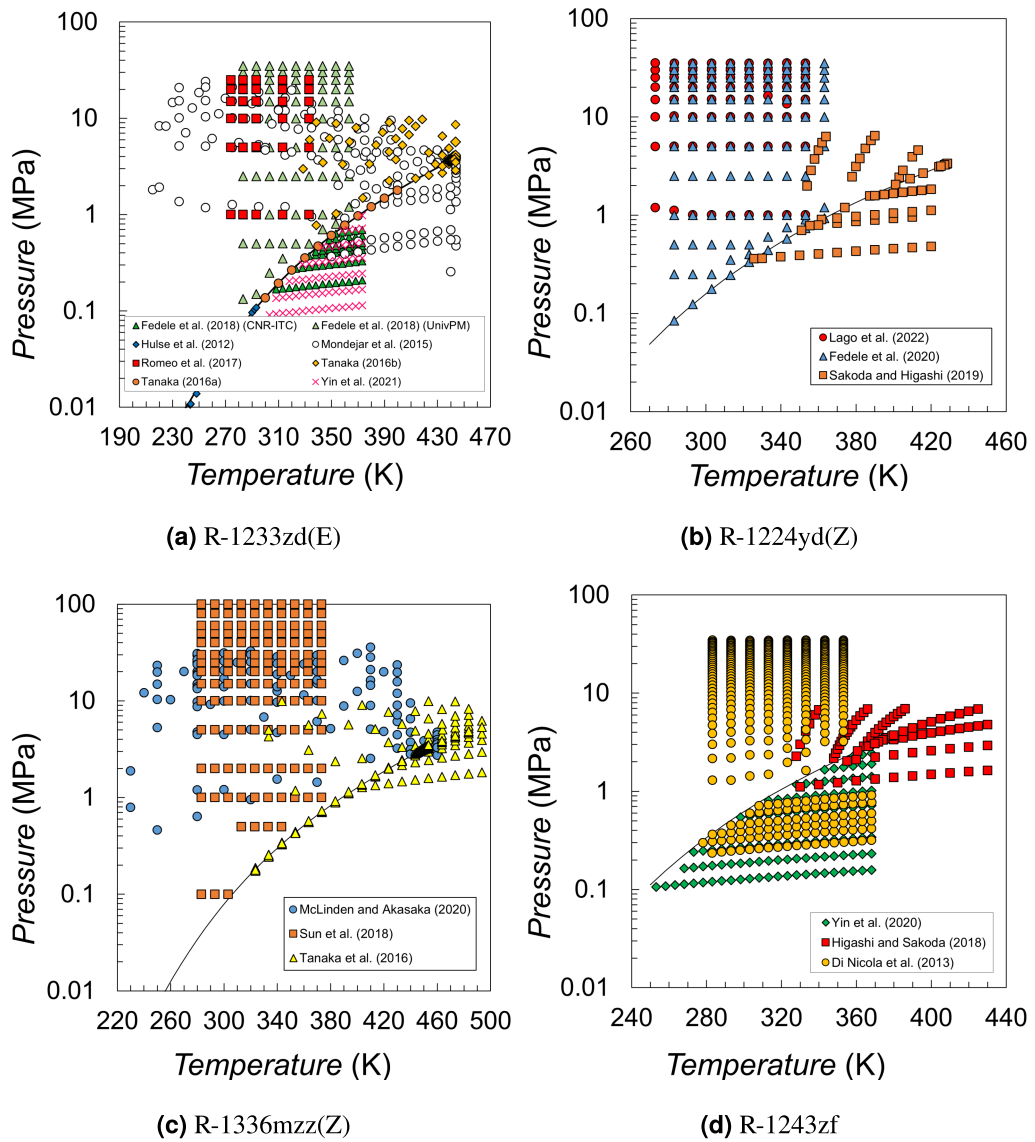 100
10
1
0.1
0.01
Pressure (MPa)
190 230 270 310 350 390 430 470
Temperature (K)
Fedele et al. (2018) (CNR-ITC) Fedele et al. (2018) (UnivPM)
Hulse et al. (2012) Mondejar et al. (2015)
Romeo et al. (2017) Tanaka (2016b)
Tanaka (2016a) Yin et al. (2021)
(a) R-1233zd(E)
100
10
1
0.1
0.01
Pressure (MPa)
260 300 340 380 420 460
Temperature (K)
Lago et al. (2022)
Fedele et al. (2020)
Sakoda and Higashi (2019)
(b) R-1224yd(Z)
100
10
1
0.1
0.01
Pressure (MPa)
220 260 300 340 380 420 460 500
Temperature (K)
McLinden and Akasaka (2020)
Sun et al. (2018)
Tanaka et al. (2016)
(c) R-1336mzz(Z)
100
10
1
0.1
0.01
Pressure (MPa)
240 280 320 360 400 440
Temperature (K)
Yin et al. (2020)
Higashi and Sakoda (2018)
Di Nicola et al. (2013)
(d) R-1243zf